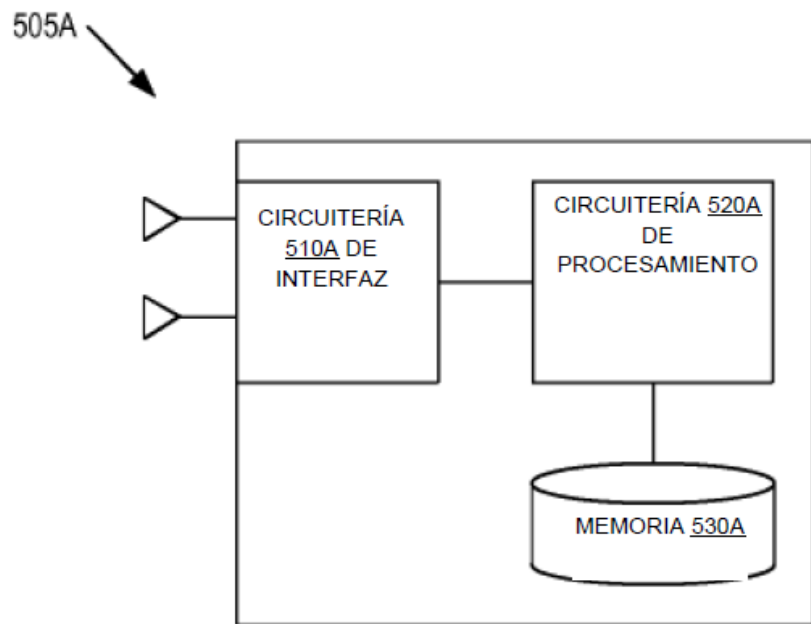 505A
CIRCUITERÍA
510A DE
INTERFAZ
CIRCUITERÍA 520A
DE
PROCESAMIENTO
MEMORIA 530A